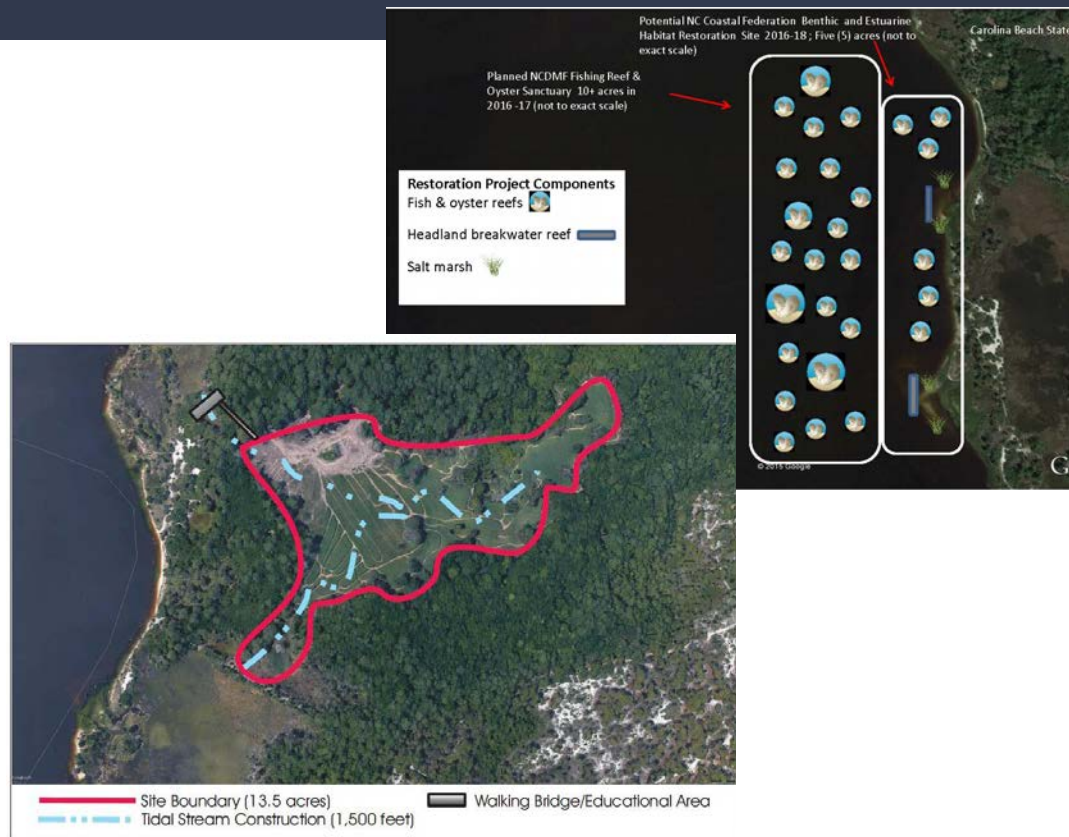 Potential NC Coastal Federation Benthic and Estuarine
Habitat Restoration Site 2016-18 ; Five (5) acres (not to
exact scale)
Carolina Beach State
Planned NCDMF Fishing Reef &
Oyster Sanctuary 10+ acres in
2016 -17 (not to exact scale)
Restoration Project Components
Fish & oyster reefs
Headland breakwater reef
Salt marsh
© 2015 Google
G
Site Boundary (13.5 acres)
Walking Bridge/Educational Area
Tidal Stream Construction (1,500 feet)